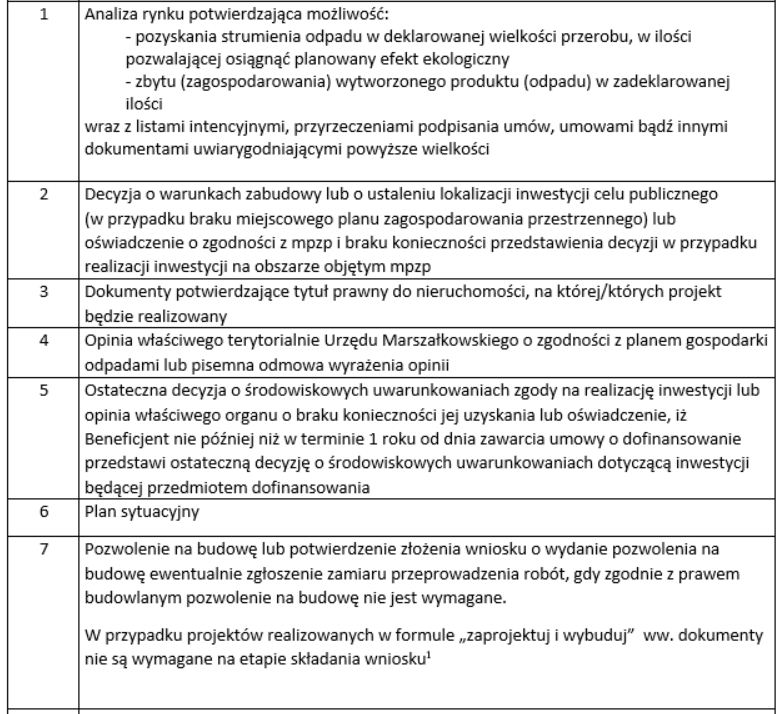 1 Analiza rynku potwierdzająca możliwość:
- pozyskania strumienia odpadu w deklarowanej wielkości przerobu, w ilości
pozwalającej osiągnąć planowany efekt ekologiczny
- zbytu (zagospodarowania) wytworzonego produktu (odpadu) w zadeklarowanej
ilości
wraz z listami intencyjnymi, przyrzeczeniami podpisania umów, umowami bądź innymi
dokumentami uwiarygodniającymi powyższe wielkości
2 Decyzja o warunkach zabudowy lub o ustaleniu lokalizacji inwestycji celu publicznego
(w przypadku braku miejscowego planu zagospodarowania przestrzennego) lub
oświadczenie o zgodności z mpzp i braku konieczności przedstawienia decyzji w przypadku
realizacji inwestycji na obszarze objętym mpzp
3 Dokumenty potwierdzające tytuł prawny do nieruchomości, na której/których projekt
będzie realizowany
4 Opinia właściwego terytorialnie Urzędu Marszałkowskiego o zgodności z planem gospodarki
odpadami lub pisemna odmowa wyrażenia opinii
5 Ostateczna decyzja o środowiskowych uwarunkowaniach zgody na realizację inwestycji lub
opinia właściwego organu o braku konieczności jej uzyskania lub oświadczenie, iż
Beneficjent nie później niż w terminie 1 roku od dnia zawarcia umowy o dofinansowanie
przedstawi ostateczną decyzję o środowiskowych uwarunkowaniach dotyczącą inwestycji
będącej przedmiotem dofinansowania
6 Plan sytuacyjny
7 Pozwolenie na budowę lub potwierdzenie złożenia wniosku o wydanie pozwolenia na
budowę ewentualnie zgłoszenie zamiaru przeprowadzenia robót, gdy zgodnie z prawem
budowlanym pozwolenie na budowę nie jest wymagane.
W przypadku projektów realizowanych w formule „zaprojektuj i wybuduj” ww. dokumenty
nie są wymagane na etapie składania wniosku¹